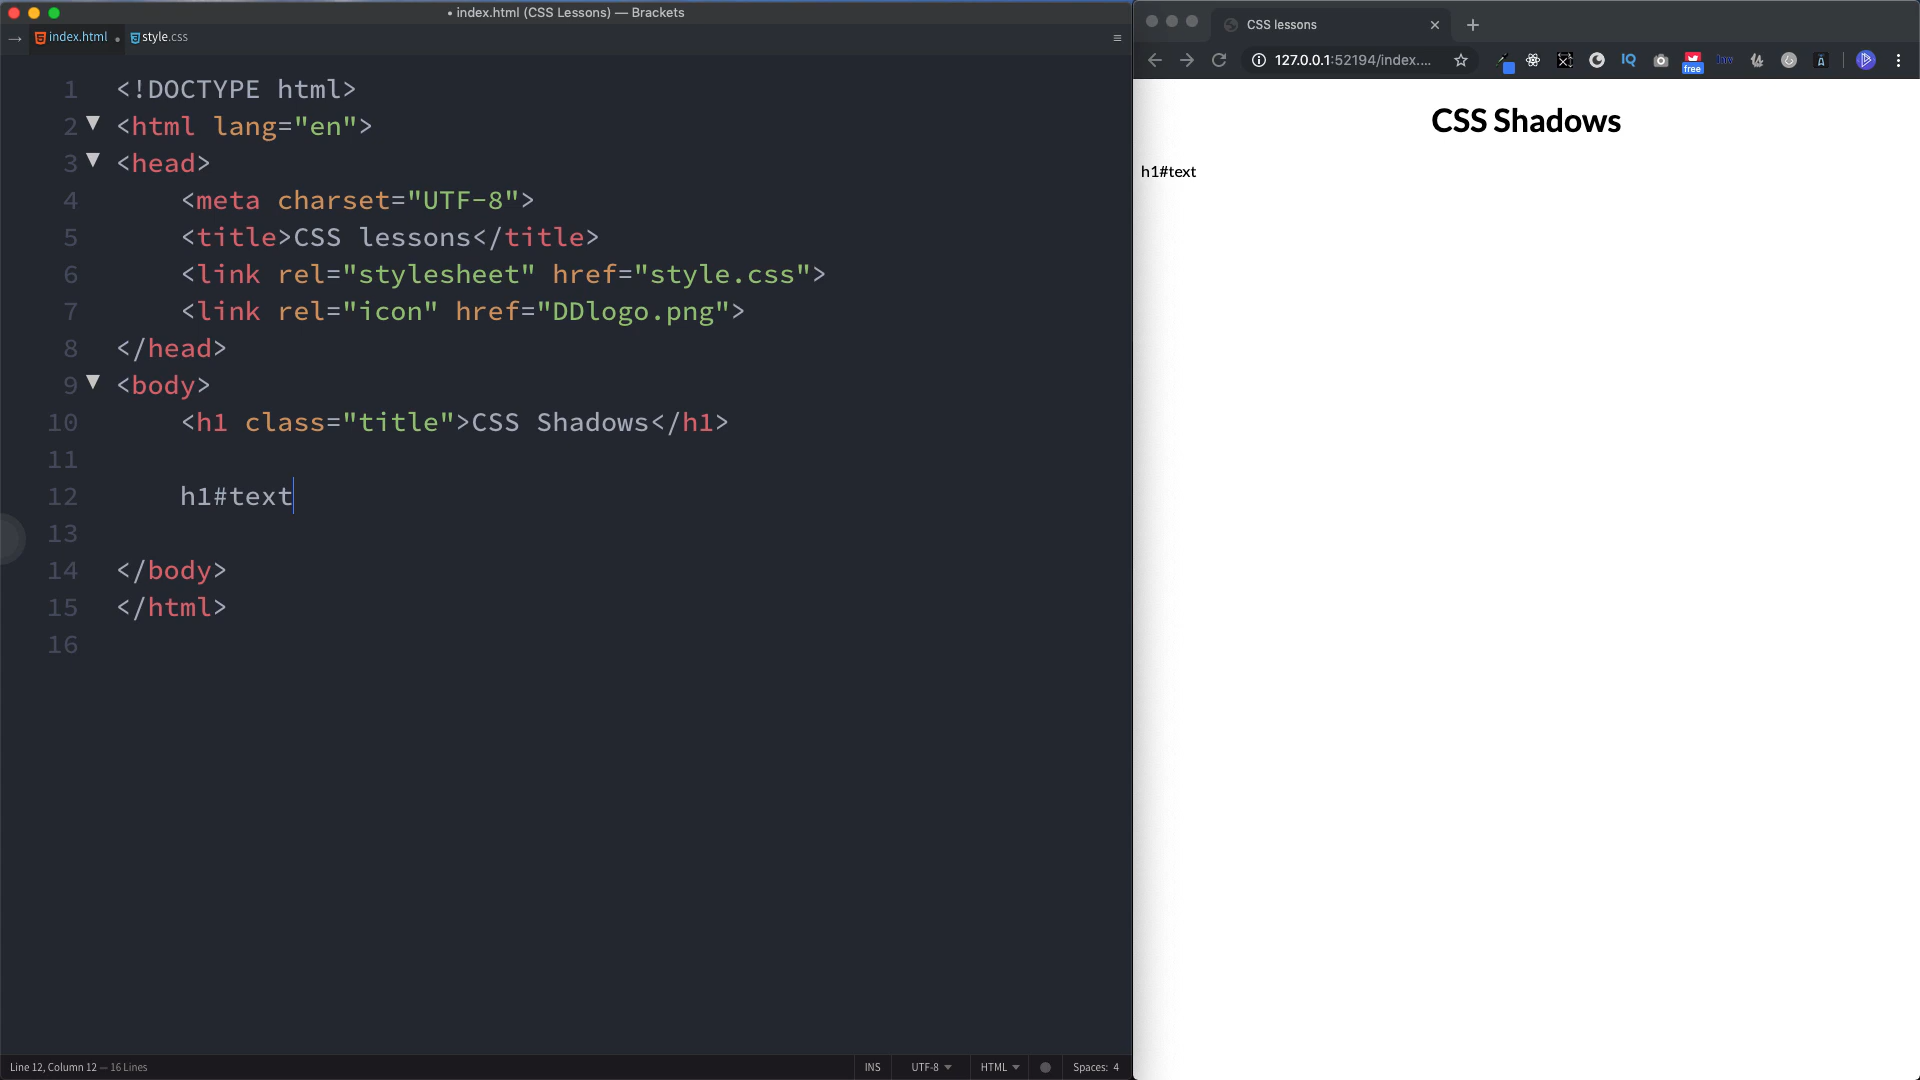 • index.html (CSS Lessons) — Brackets
index.html • style.css
1 <!DOCTYPE html>
2 <html lang="en">
3 <head>
4 <meta charset="UTF-8">
5 <title>CSS lessons</title>
6 <link rel="stylesheet" href="style.css">
7 <link rel="icon" href="DDlogo.png">
8 </head>
9 <body>
10 <h1 class="title">CSS Shadows</h1>
11
12 h1#text
13
14 </body>
15 </html>
16
Line 12, Column 12 — 16 Lines
INS UTF-8 HTML Spaces: 4
CSS lessons
127.0.0.1:52194/index....
IQ
free
CSS Shadows
h1#text